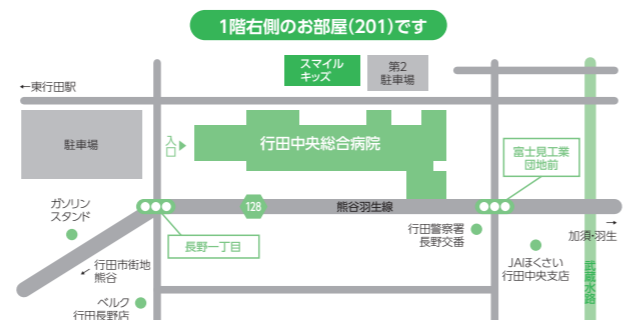 1階右側のお部屋(201)です
スマイル
キッズ
第2
駐車場
←東行田駅
駐車場
入口
行田中央総合病院
富士見工業
団地前
ガソリン
スタンド
128
熊谷羽生線
長野一丁目
行田警察署
長野交番
→
加須・羽生
行田市街地
熊谷
JAほくさい
行田中央支店
武蔵水路
ベルク
行田長野店